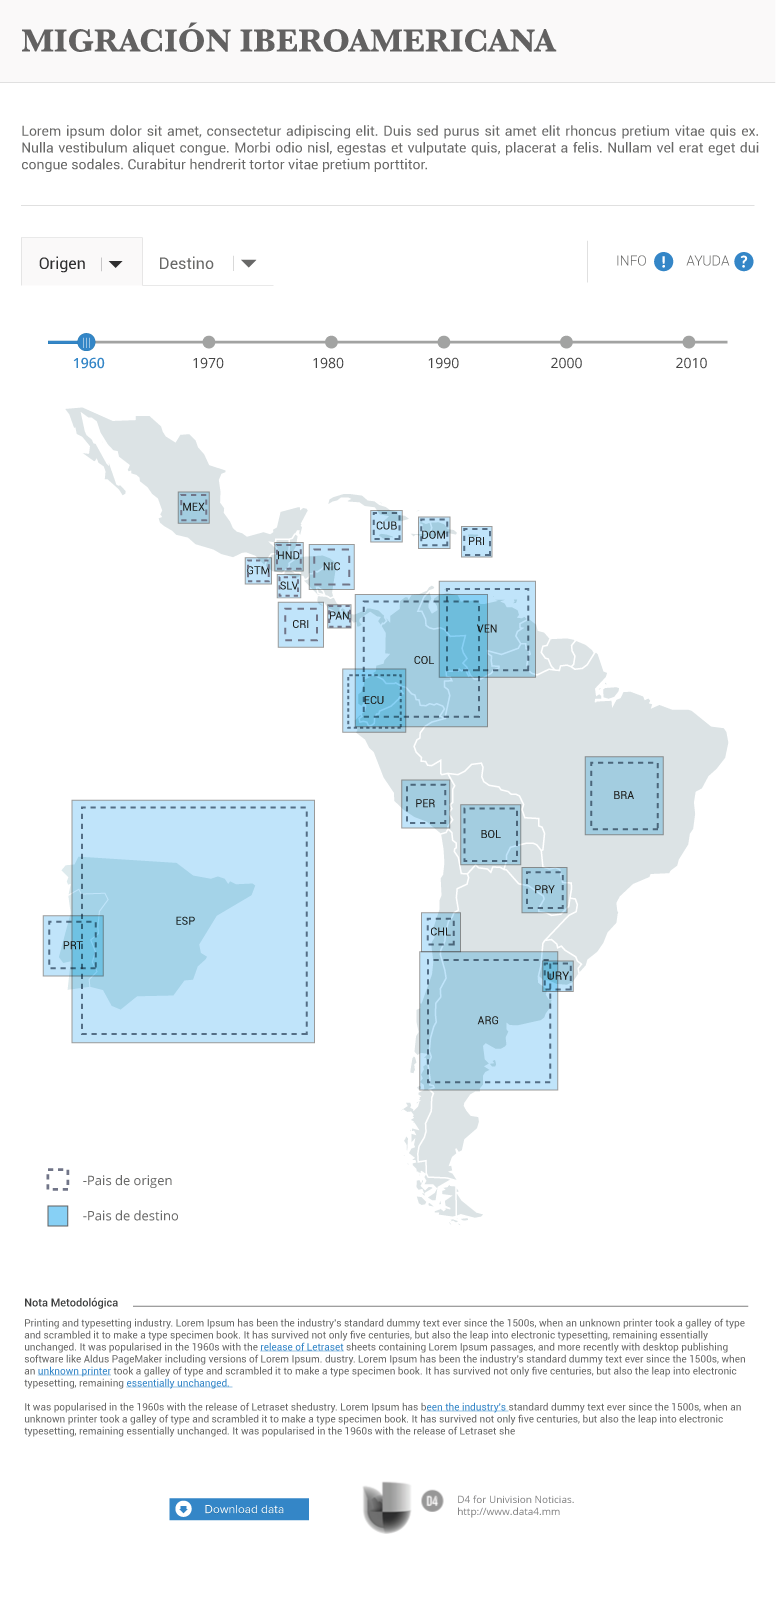 MIGRACIÓN IBEROAMERICANA
Lorem ipsum dolor sit amet, consectetur adipiscing elit. Duis sed purus sit amet elit rhoncus pretium vitae quis ex.
Nulla vestibulum aliquet congue. Morbi odio nisl, egestas et vulputate quis, placerat a felis. Nullam vel erat eget dui
congue sodales. Curabitur hendrerit tortor vitae pretium porttitor.
Origen
Destino
INFO !
AYUDA ?
1960
1970
1980
1990
2000
2010
MEX
CUB
DOM
PRI
HND
GTM
NIC
SLV
PAN
CRI
VEN
COL
ECU
BRA
PER
BOL
PRY
ESP
CHL
PRT
URY
ARG
-Pais de origen
-Pais de destino
Nota Metodológica
Printing and typesetting industry. Lorem Ipsum has been the industry's standard dummy text ever since the 1500s, when an unknown printer took a galley of type
and scrambled it to make a type specimen book. It has survived not only five centuries, but also the leap into electronic typesetting, remaining essentially
unchanged. It was popularised in the 1960s with the release of Letraset sheets containing Lorem Ipsum passages, and more recently with desktop publishing
software like Aldus PageMaker including versions of Lorem Ipsum. dustry. Lorem Ipsum has been the industry's standard dummy text ever since the 1500s, when
an unknown printer took a galley of type and scrambled it to make a type specimen book. It has survived not only five centuries, but also the leap into electronic
typesetting, remaining essentially unchanged.
It was popularised in the 1960s with the release of Letraset shedustry. Lorem Ipsum has been the industry's standard dummy text ever since the 1500s, when an
unknown printer took a galley of type and scrambled it to make a type specimen book. It has survived not only five centuries, but also the leap into electronic
typesetting, remaining essentially unchanged. It was popularised in the 1960s with the release of Letraset she
Download data
D4
D4 for Univision Noticias.
http://www.data4.mm